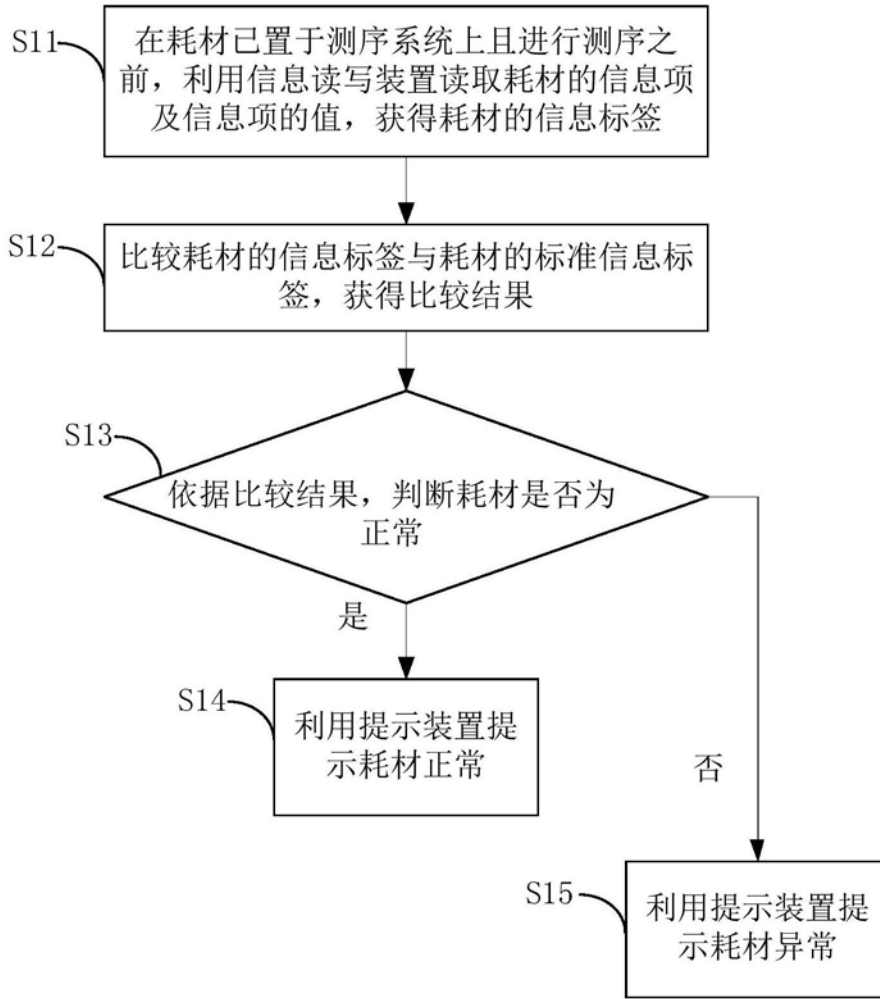 S11
在耗材已置于测序系统上且进行测序之
前，利用信息读写装置读取耗材的信息项
及信息项的值，获得耗材的信息标签
S12
比较耗材的信息标签与耗材的标准信息标
签，获得比较结果
S13
依据比较结果，判断耗材是否为
正常
是
S14
利用提示装置提
示耗材正常
否
S15
利用提示装置提
示耗材异常